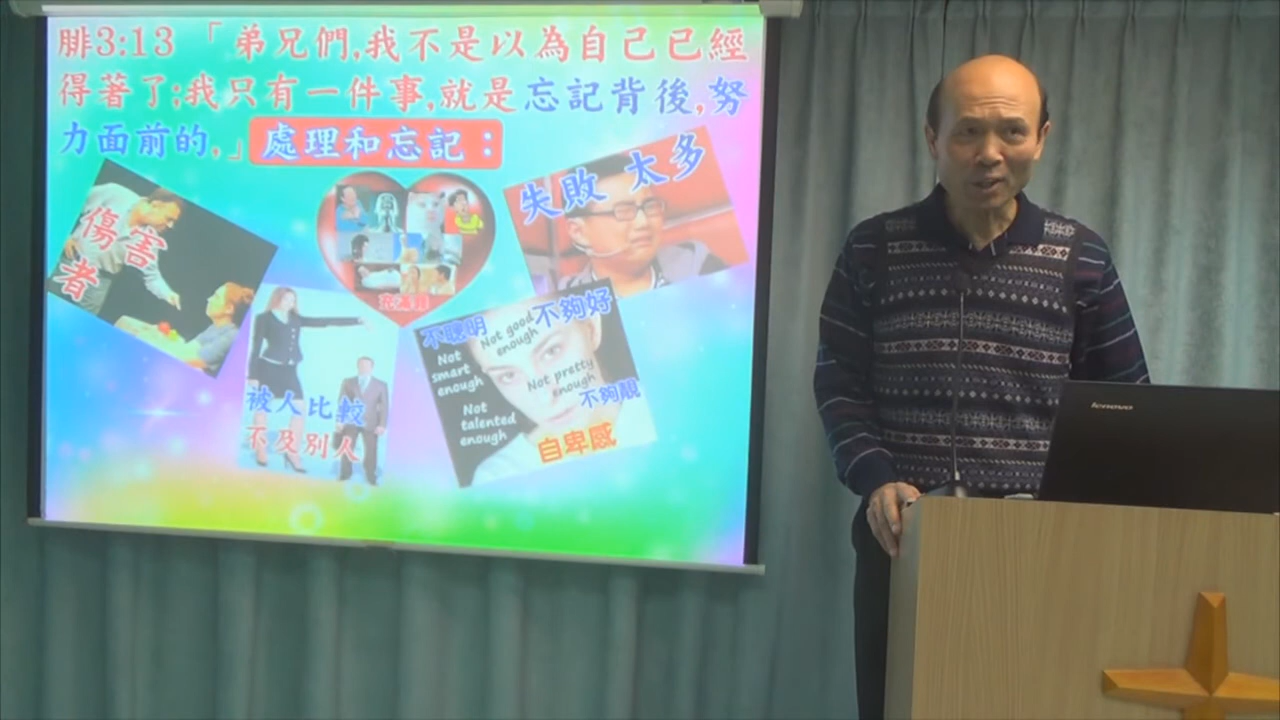 腓3:13 「弟兄們,我不是以為自己已經
得著了;我只有一件事,就是忘記背後,努
力面前的,」處理和忘記：
傷害
者
失敗 太多
被人比較
不及別人
不聰明
不夠好
Not good
enough
Not
smart
enough
Not pretty
enough
不夠靚
Not
talented
enough
自卑感
lenovo